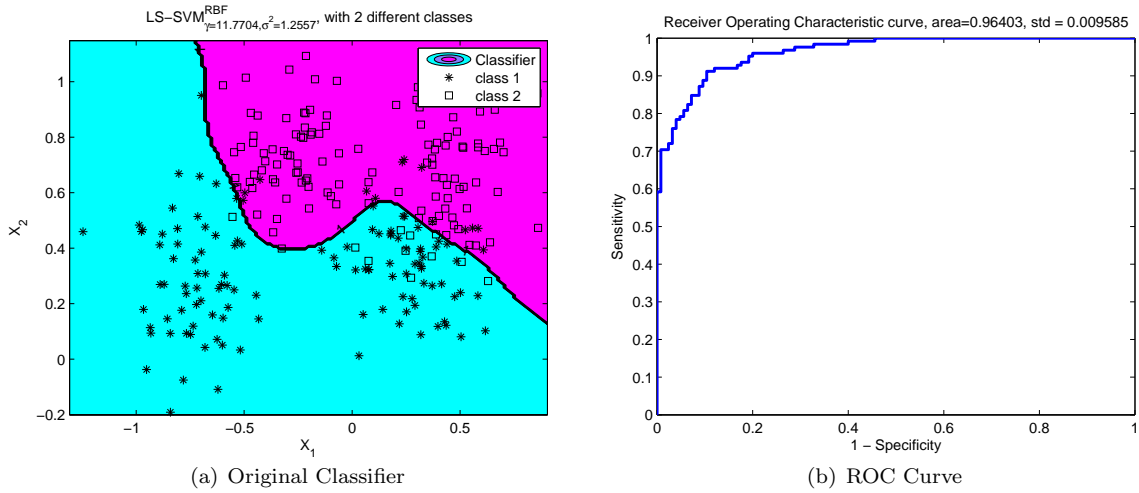 LS−SVM RBF γ=11.7704,σ²=1.2557, with 2 different classes
Classifier
class 1
class 2
1
0.8
0.6
0.4
0.2
0
−0.2
X₂
−1
−0.5
0
0.5
X₁
(a) Original Classifier
Receiver Operating Characteristic curve, area=0.96403, std = 0.009585
1
0.9
0.8
0.7
0.6
0.5
0.4
0.3
0.2
0.1
0
Sensitivity
0
0.2
0.4
0.6
0.8
1
1 − Specificity
(b) ROC Curve